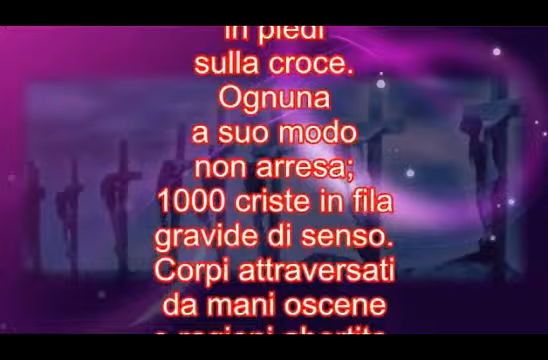 in piedi
sulla croce.
Ognuna
a suo modo
non arresa;
1000 criste in fila
gravide di senso.
Corpi attraversati
da mani oscene